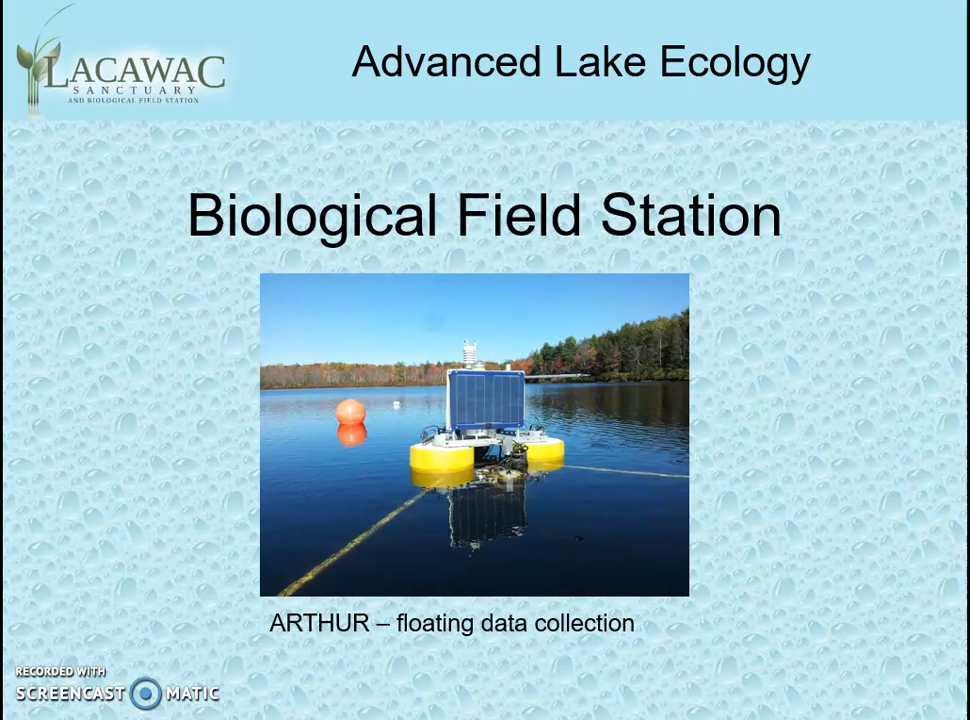 LACAWAC
SANCTUARY
AND BIOLOGICAL FIELD STATION
Advanced Lake Ecology
Biological Field Station
ARTHUR – floating data collection
RECORDED WITH
SCREENCAST MATIC